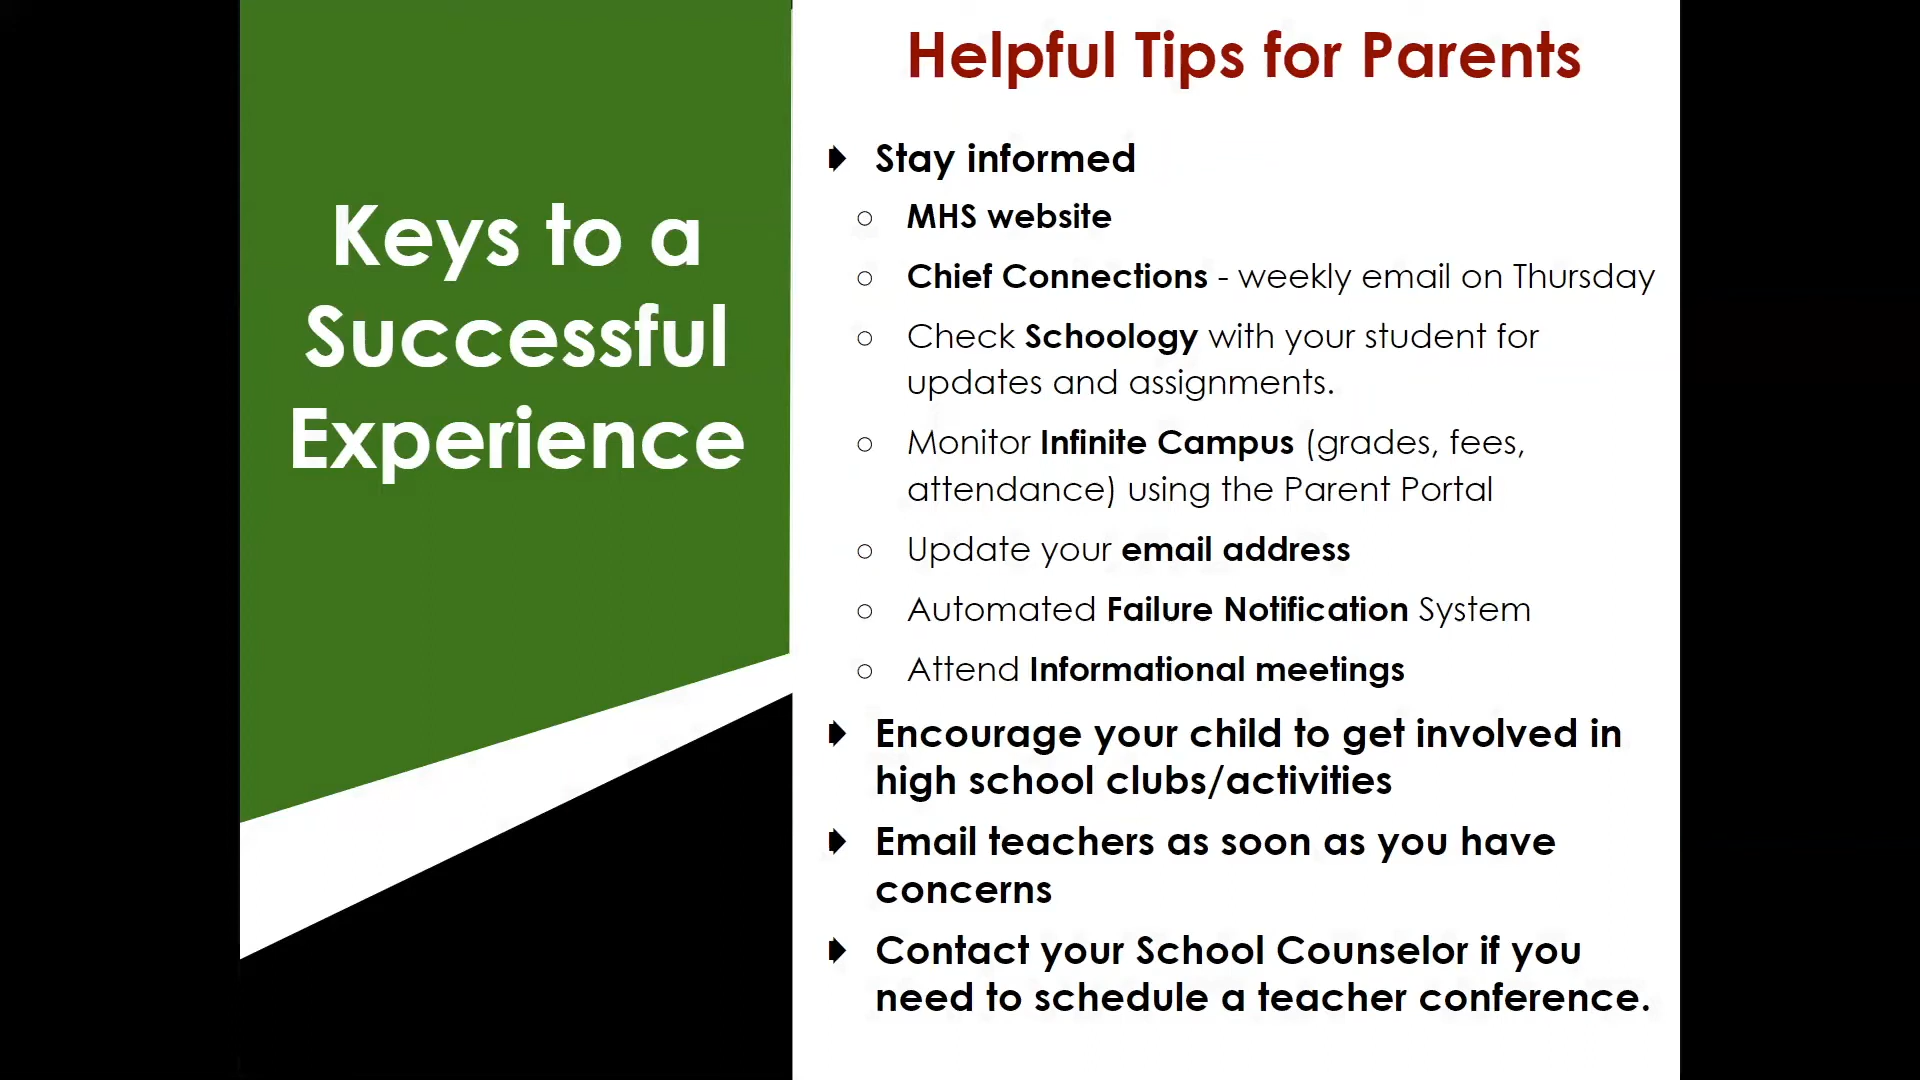 Keys to a
Successful
Experience
Helpful Tips for Parents
Stay informed
MHS website
Chief Connections - weekly email on Thursday
Check Schoology with your student for
updates and assignments.
Monitor Infinite Campus (grades, fees,
attendance) using the Parent Portal
Update your email address
Automated Failure Notification System
Attend Informational meetings
Encourage your child to get involved in
high school clubs/activities
Email teachers as soon as you have
concerns
Contact your School Counselor if you
need to schedule a teacher conference.